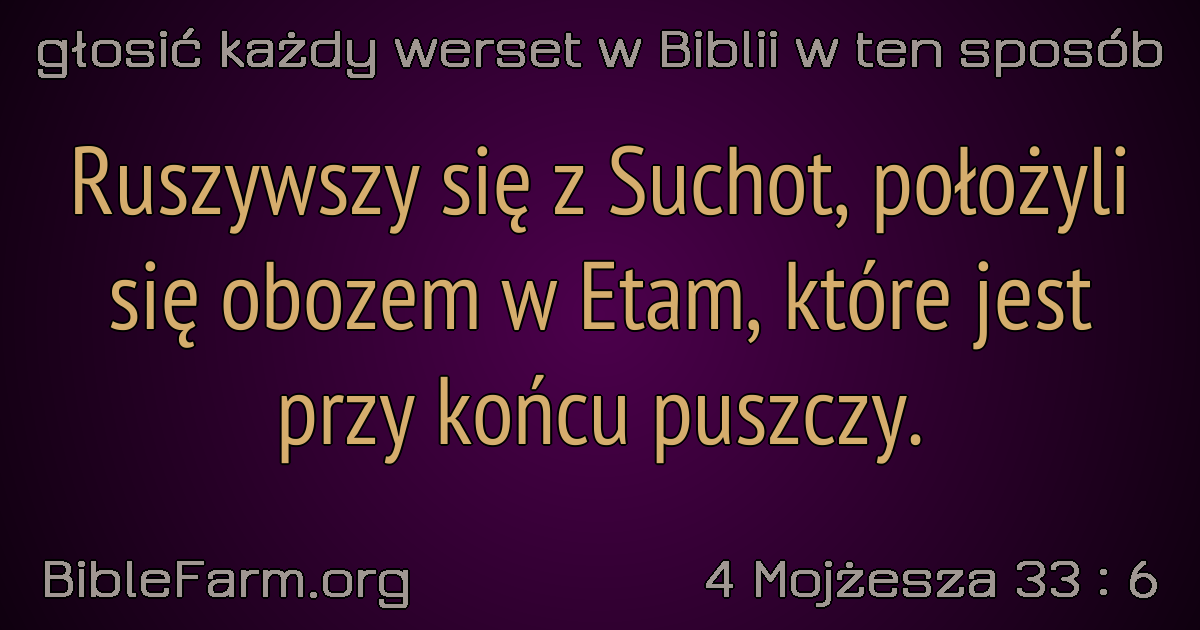 głosić każdy werset w Biblii w ten sposób
Ruszywszy się z Suchot, położyli
się obozem w Etam, które jest
przy końcu puszczy.
BibleFarm.org
4 Mojżesza 33 : 6